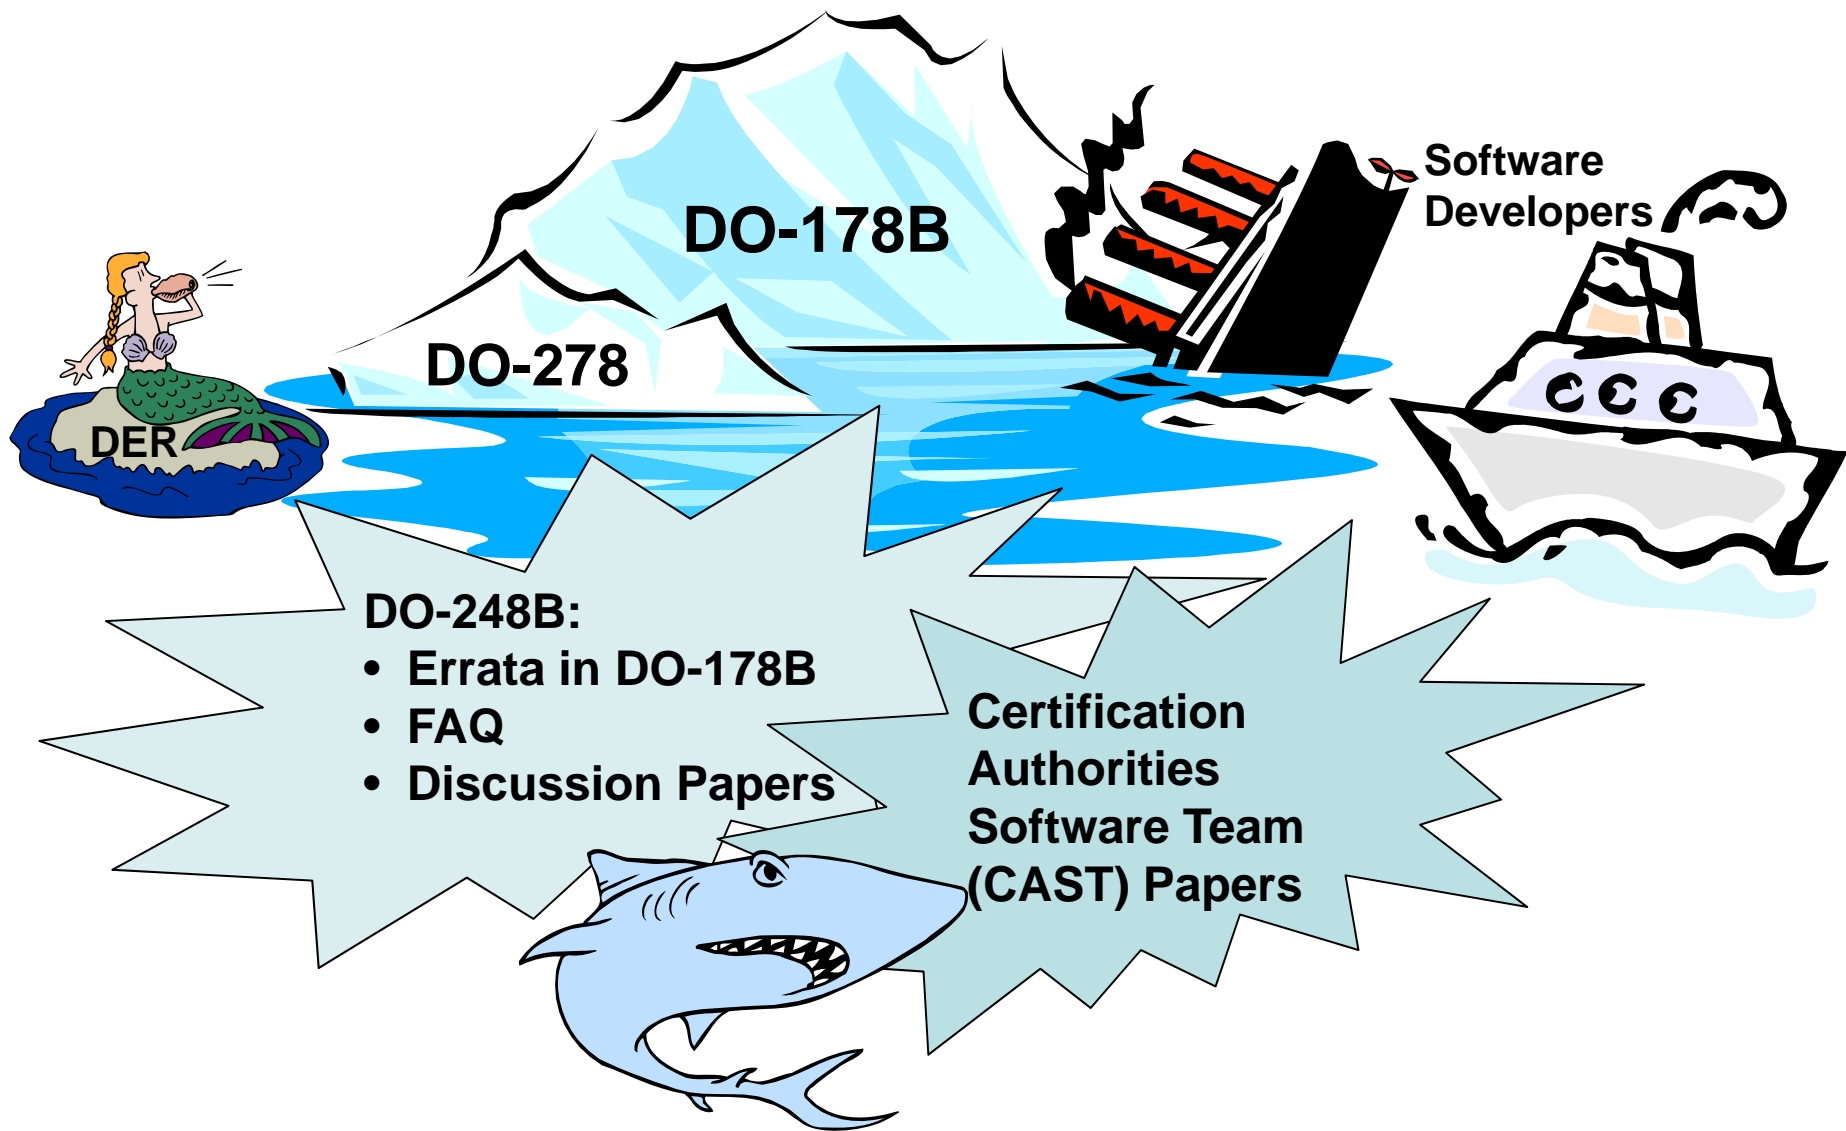 Software
Developers
DO-178B
DO-278
DER
DO-248B:
• Errata in DO-178B
• FAQ
• Discussion Papers
Certification
Authorities
Software Team
(CAST) Papers